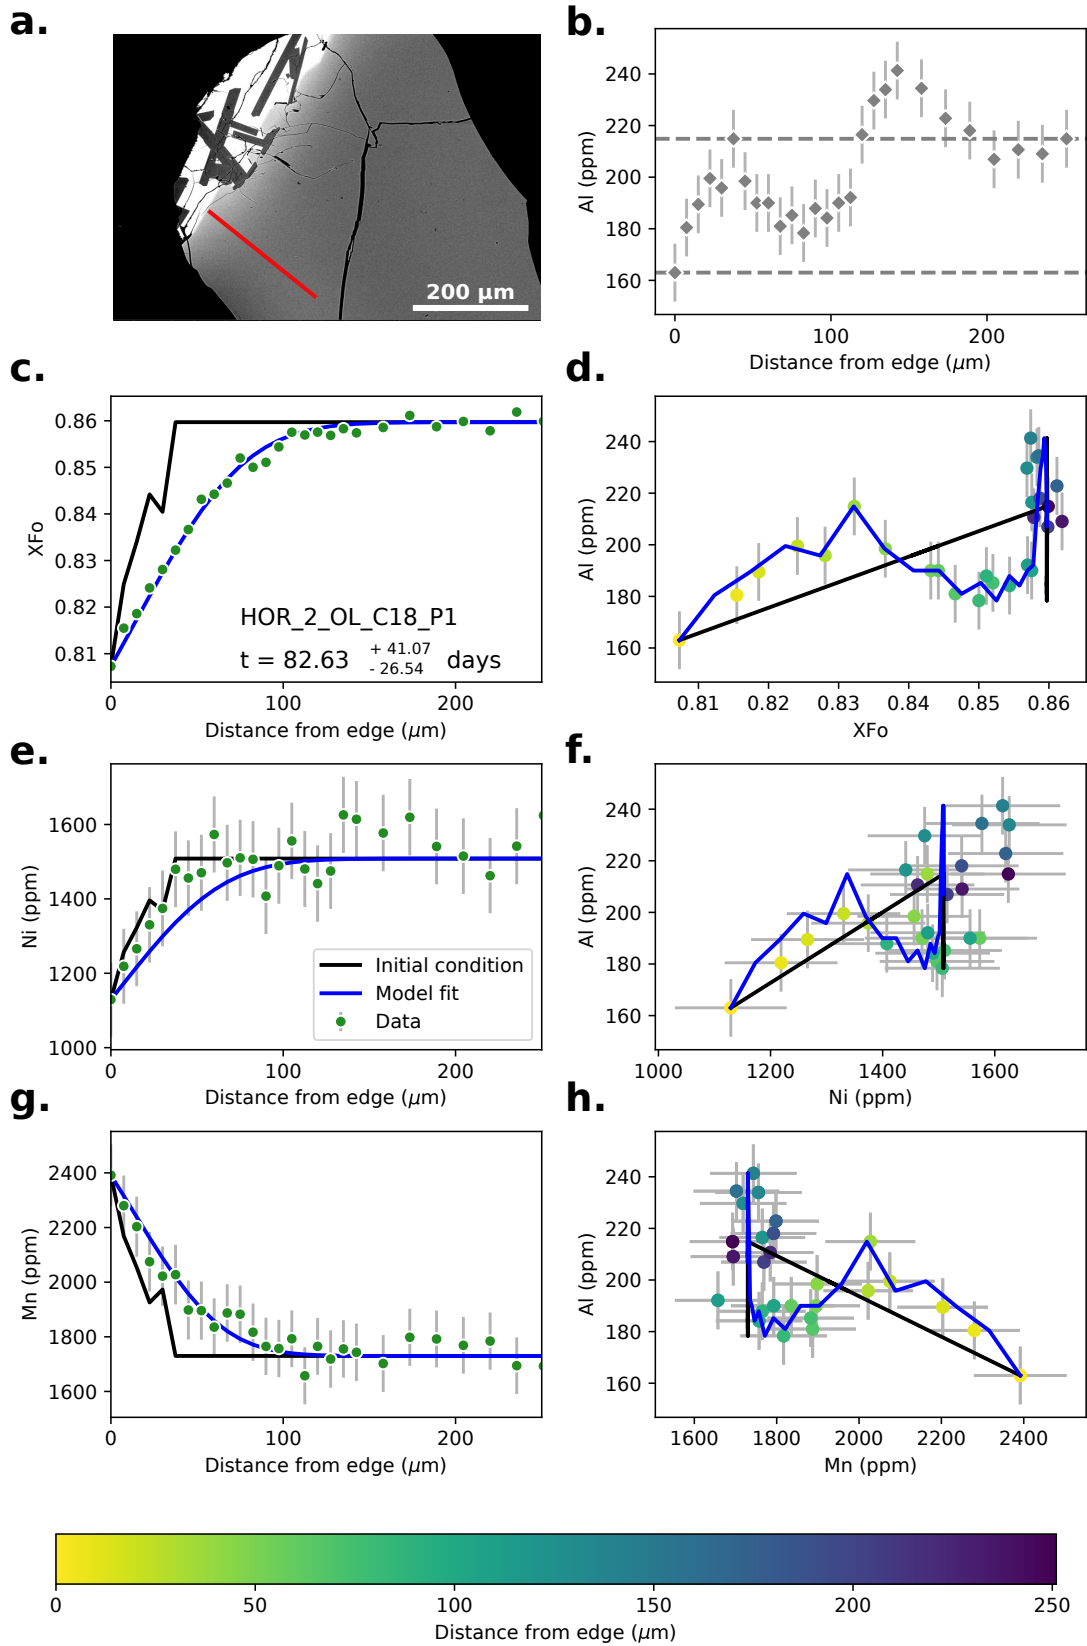 a.
200 μm
b.
240
220
200
180
160
Al (ppm)
0
100
200
Distance from edge (μm)
c.
0.86
0.85
0.84
0.83
0.82
0.81
XFo
HOR_2_OL_C18_P1
t = 82.63 + 41.07 - 26.54 days
0
100
200
Distance from edge (μm)
d.
240
220
200
180
160
Al (ppm)
0.81
0.82
0.83
0.84
0.85
0.86
XFo
e.
1600
1400
1200
1000
Ni (ppm)
Initial condition
Model fit
Data
0
100
200
Distance from edge (μm)
f.
240
220
200
180
160
Al (ppm)
1000
1200
1400
1600
Ni (ppm)
g.
2400
2200
2000
1800
1600
Mn (ppm)
0
100
200
Distance from edge (μm)
h.
240
220
200
180
160
Al (ppm)
1600
1800
2000
2200
2400
Mn (ppm)
0
50
100
150
200
250
Distance from edge (μm)